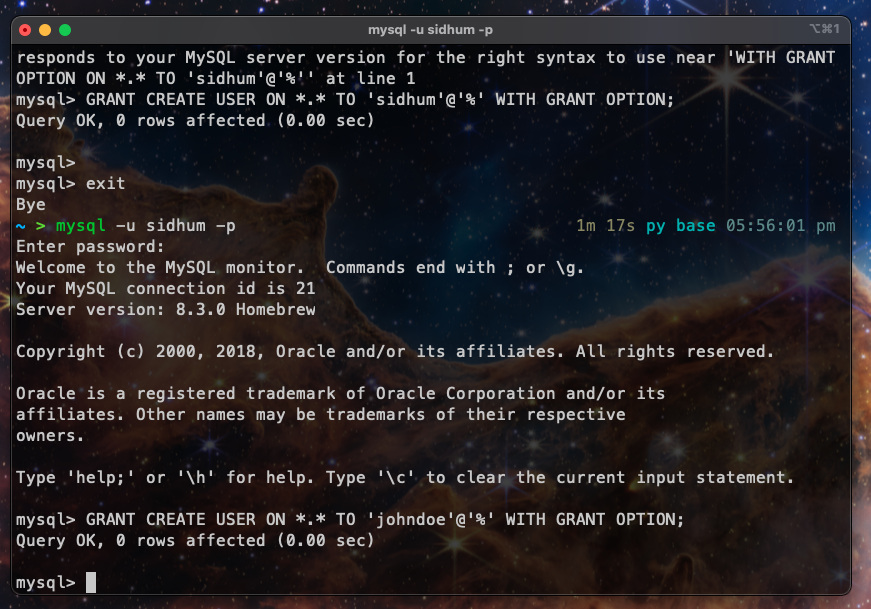 mysql -u sidhum -p
⌥⌘1
responds to your MySQL server version for the right syntax to use near 'WITH GRANT
OPTION ON *.* TO 'sidhum'@'%'' at line 1
mysql> GRANT CREATE USER ON *.* TO 'sidhum'@'%' WITH GRANT OPTION;
Query OK, 0 rows affected (0.00 sec)
mysql>
mysql> exit
Bye
~ > mysql -u sidhum -p 1m 17s py base 05:56:01 pm
Enter password:
Welcome to the MySQL monitor.  Commands end with ; or \g.
Your MySQL connection id is 21
Server version: 8.3.0 Homebrew
Copyright (c) 2000, 2018, Oracle and/or its affiliates. All rights reserved.
Oracle is a registered trademark of Oracle Corporation and/or its
affiliates. Other names may be trademarks of their respective
owners.
Type 'help;' or '\h' for help. Type '\c' to clear the current input statement.
mysql> GRANT CREATE USER ON *.* TO 'johndoe'@'%' WITH GRANT OPTION;
Query OK, 0 rows affected (0.00 sec)
mysql>